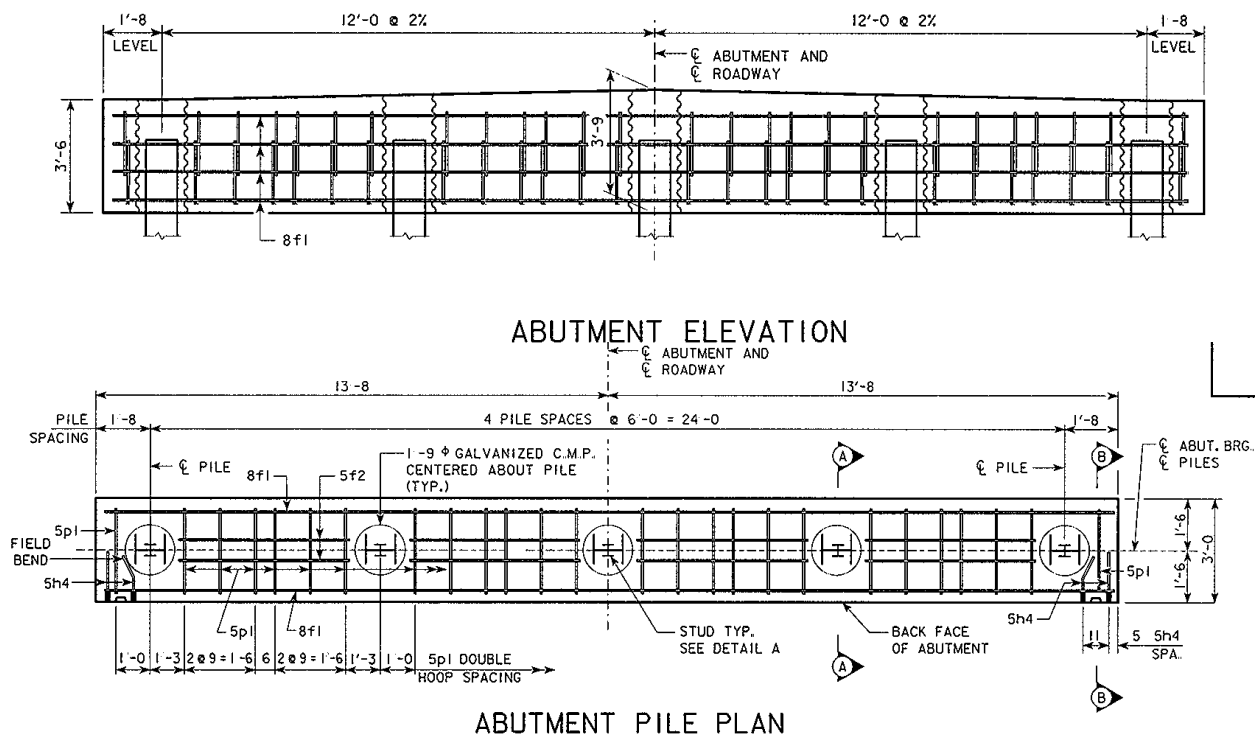 1'-8
12'-0 @ 2%
12'-0 @ 2%
1'-8
LEVEL
LEVEL
℄ ABUTMENT AND
℄ ROADWAY
3'-6
3'-9
8f1
ABUTMENT ELEVATION
℄ ABUTMENT AND
℄ ROADWAY
13'-8
13'-8
PILE
SPACING
1'-8
4 PILE SPACES @ 6'-0 = 24'-0
1'-8
℄ PILE
1'-9 ϕ GALVANIZED C.M.P.
CENTERED ABOUT PILE
(TYP.)
A
℄ PILE
B
℄ ABUT. BRG.
℄ PILES
8f1
5f2
5p1
FIELD
BEND
5h4
1'-6
1'-6
3'-0
5p1
5h4
5p1
8f1
STUD TYP.
SEE DETAIL A
BACK FACE
OF ABUTMENT
11
5 5h4
SPA.
1'-0 1'-3 2@9=1'-6 6 2@9=1'-6 1'-3 1'-0
5p1 DOUBLE
HOOP SPACING
A
B
ABUTMENT PILE PLAN